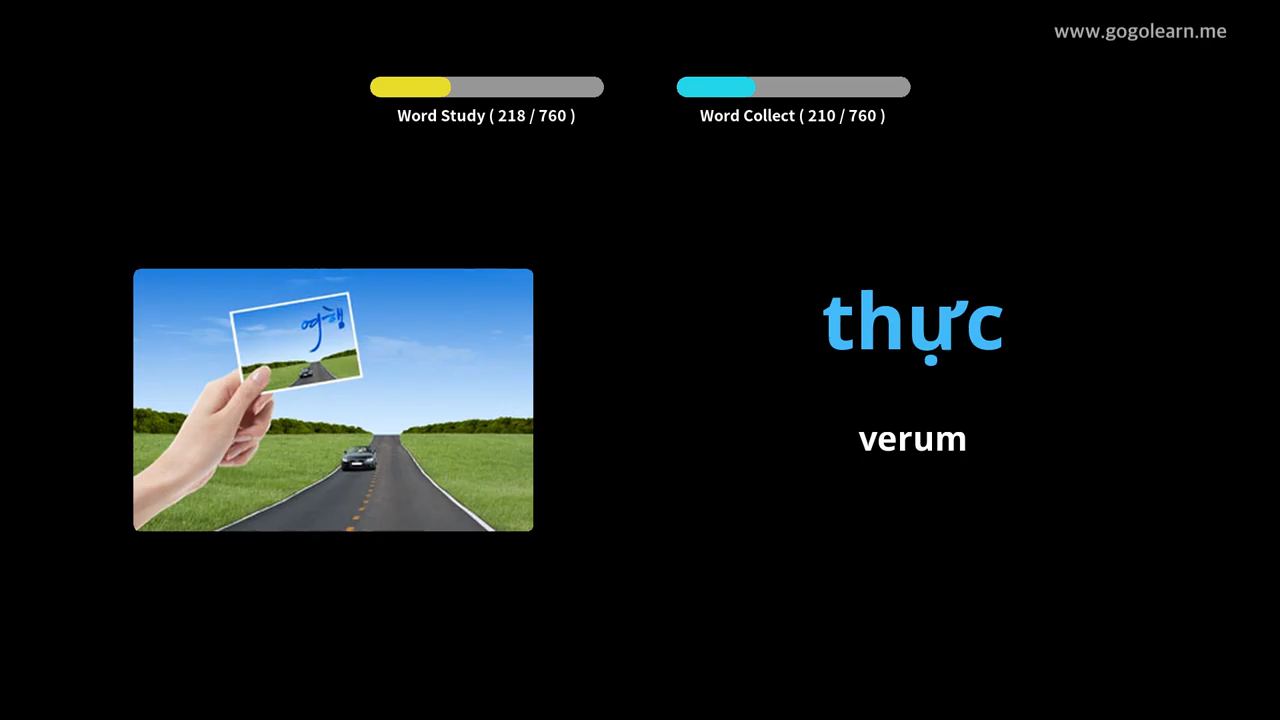 www.gogolearn.me
Word Study ( 218 / 760 )
Word Collect ( 210 / 760 )
여행
thực
verum